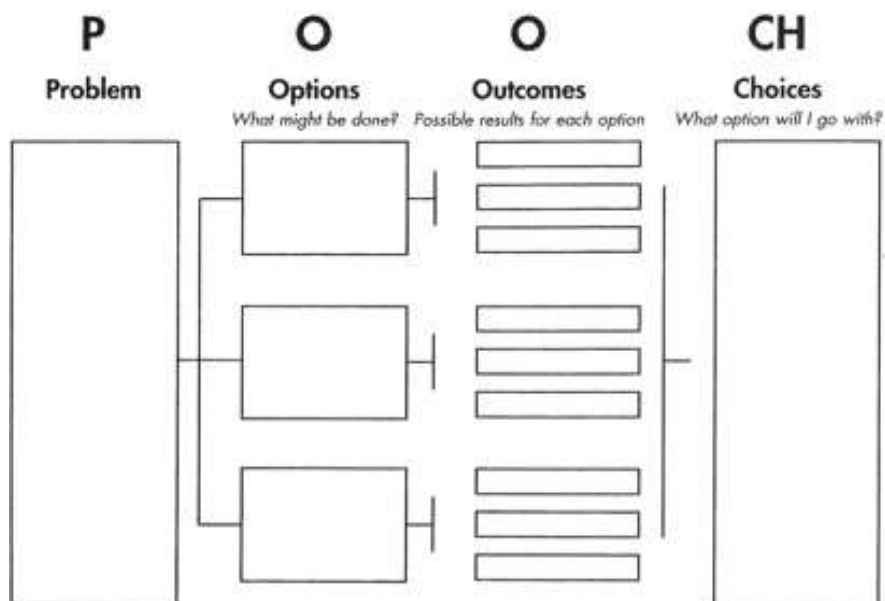 P O O CH
Problem Options Outcomes Choices
What might be done? Possible results for each option What option will I go with?